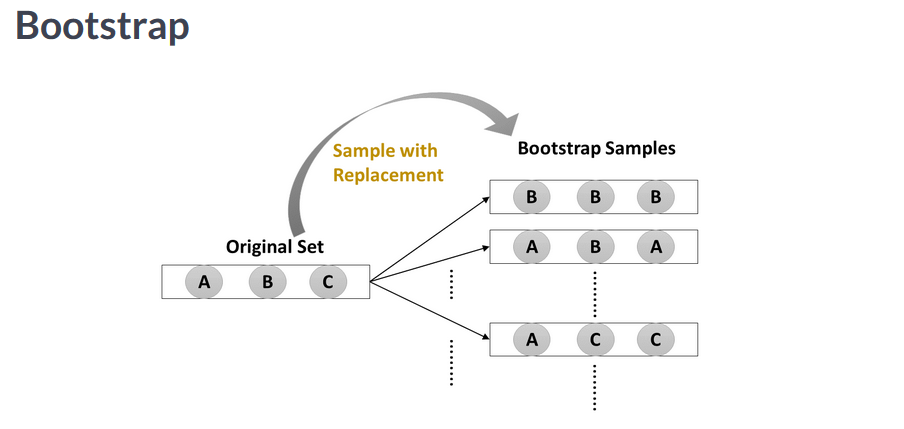 Bootstrap
Sample with
Replacement
Bootstrap Samples
B B B
Original Set
A B A
A B C
A C C